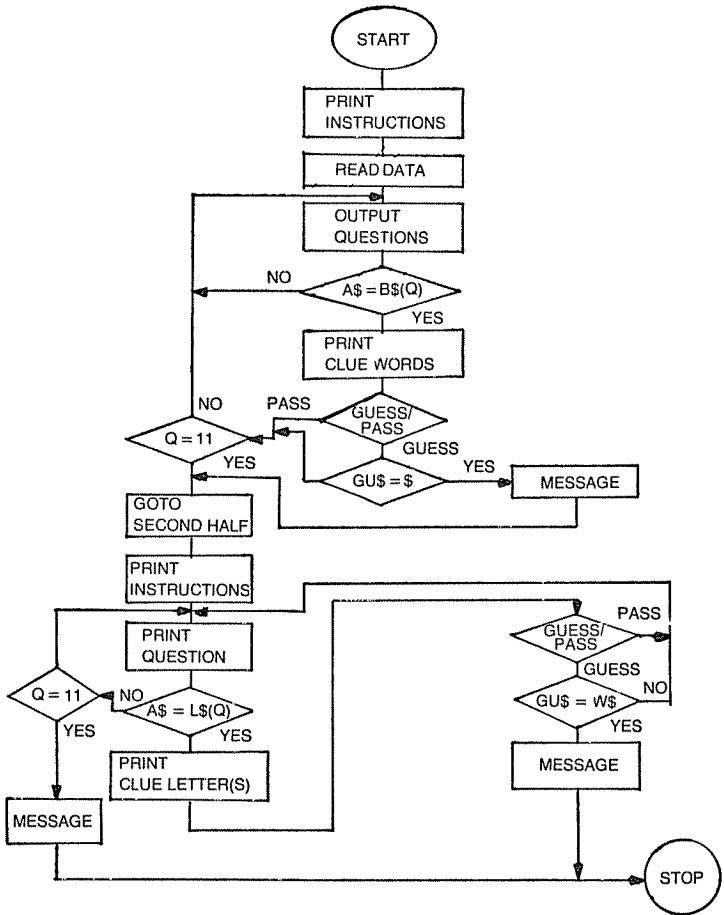 START
PRINT
INSTRUCTIONS
READ DATA
OUTPUT
QUESTIONS
NO
A$ = B$(Q)
YES
PRINT
CLUE WORDS
NO
PASS
GUESS/
PASS
Q = 11
GUESS
YES
GU$ = $
YES
MESSAGE
GOTO
SECOND HALF
PRINT
INSTRUCTIONS
PRINT
QUESTION
GUESS/
PASS
PASS
GUESS
Q = 11
NO
A$ = L$(Q)
GU$ = W$
NO
YES
YES
YES
PRINT
CLUE LETTER(S)
MESSAGE
MESSAGE
STOP